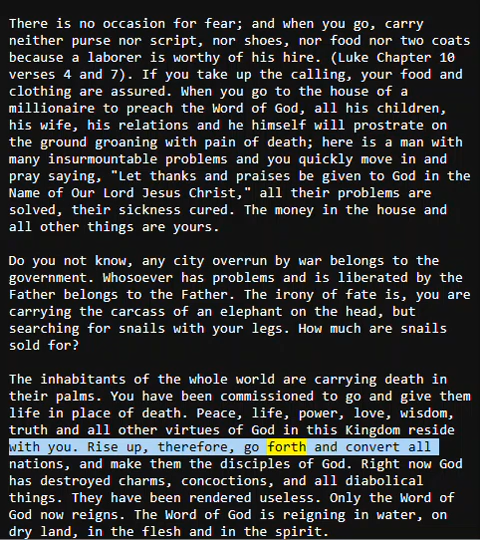 There is no occasion for fear; and when you go, carry
neither purse nor script, nor shoes, nor food nor two coats
because a laborer is worthy of his hire. (Luke Chapter 10
verses 4 and 7). If you take up the calling, your food and
clothing are assured. When you go to the house of a
millionaire to preach the Word of God, all his children,
his wife, his relations and he himself will prostrate on
the ground groaning with pain of death; here is a man with
many insurmountable problems and you quickly move in and
pray saying, "Let thanks and praises be given to God in the
Name of Our Lord Jesus Christ," all their problems are
solved, their sickness cured. The money in the house and
all other things are yours.
Do you not know, any city overrun by war belongs to the
government. Whosoever has problems and is liberated by the
Father belongs to the Father. The irony of fate is, you are
carrying the carcass of an elephant on the head, but
searching for snails with your legs. How much are snails
sold for?
The inhabitants of the whole world are carrying death in
their palms. You have been commissioned to go and give them
life in place of death. Peace, life, power, love, wisdom,
truth and all other virtues of God in this Kingdom reside
with you. Rise up, therefore, go forth and convert all
nations, and make them the disciples of God. Right now God
has destroyed charms, concoctions, and all diabolical
things. They have been rendered useless. Only the Word of
God now reigns. The Word of God is reigning in water, on
dry land, in the flesh and in the spirit.